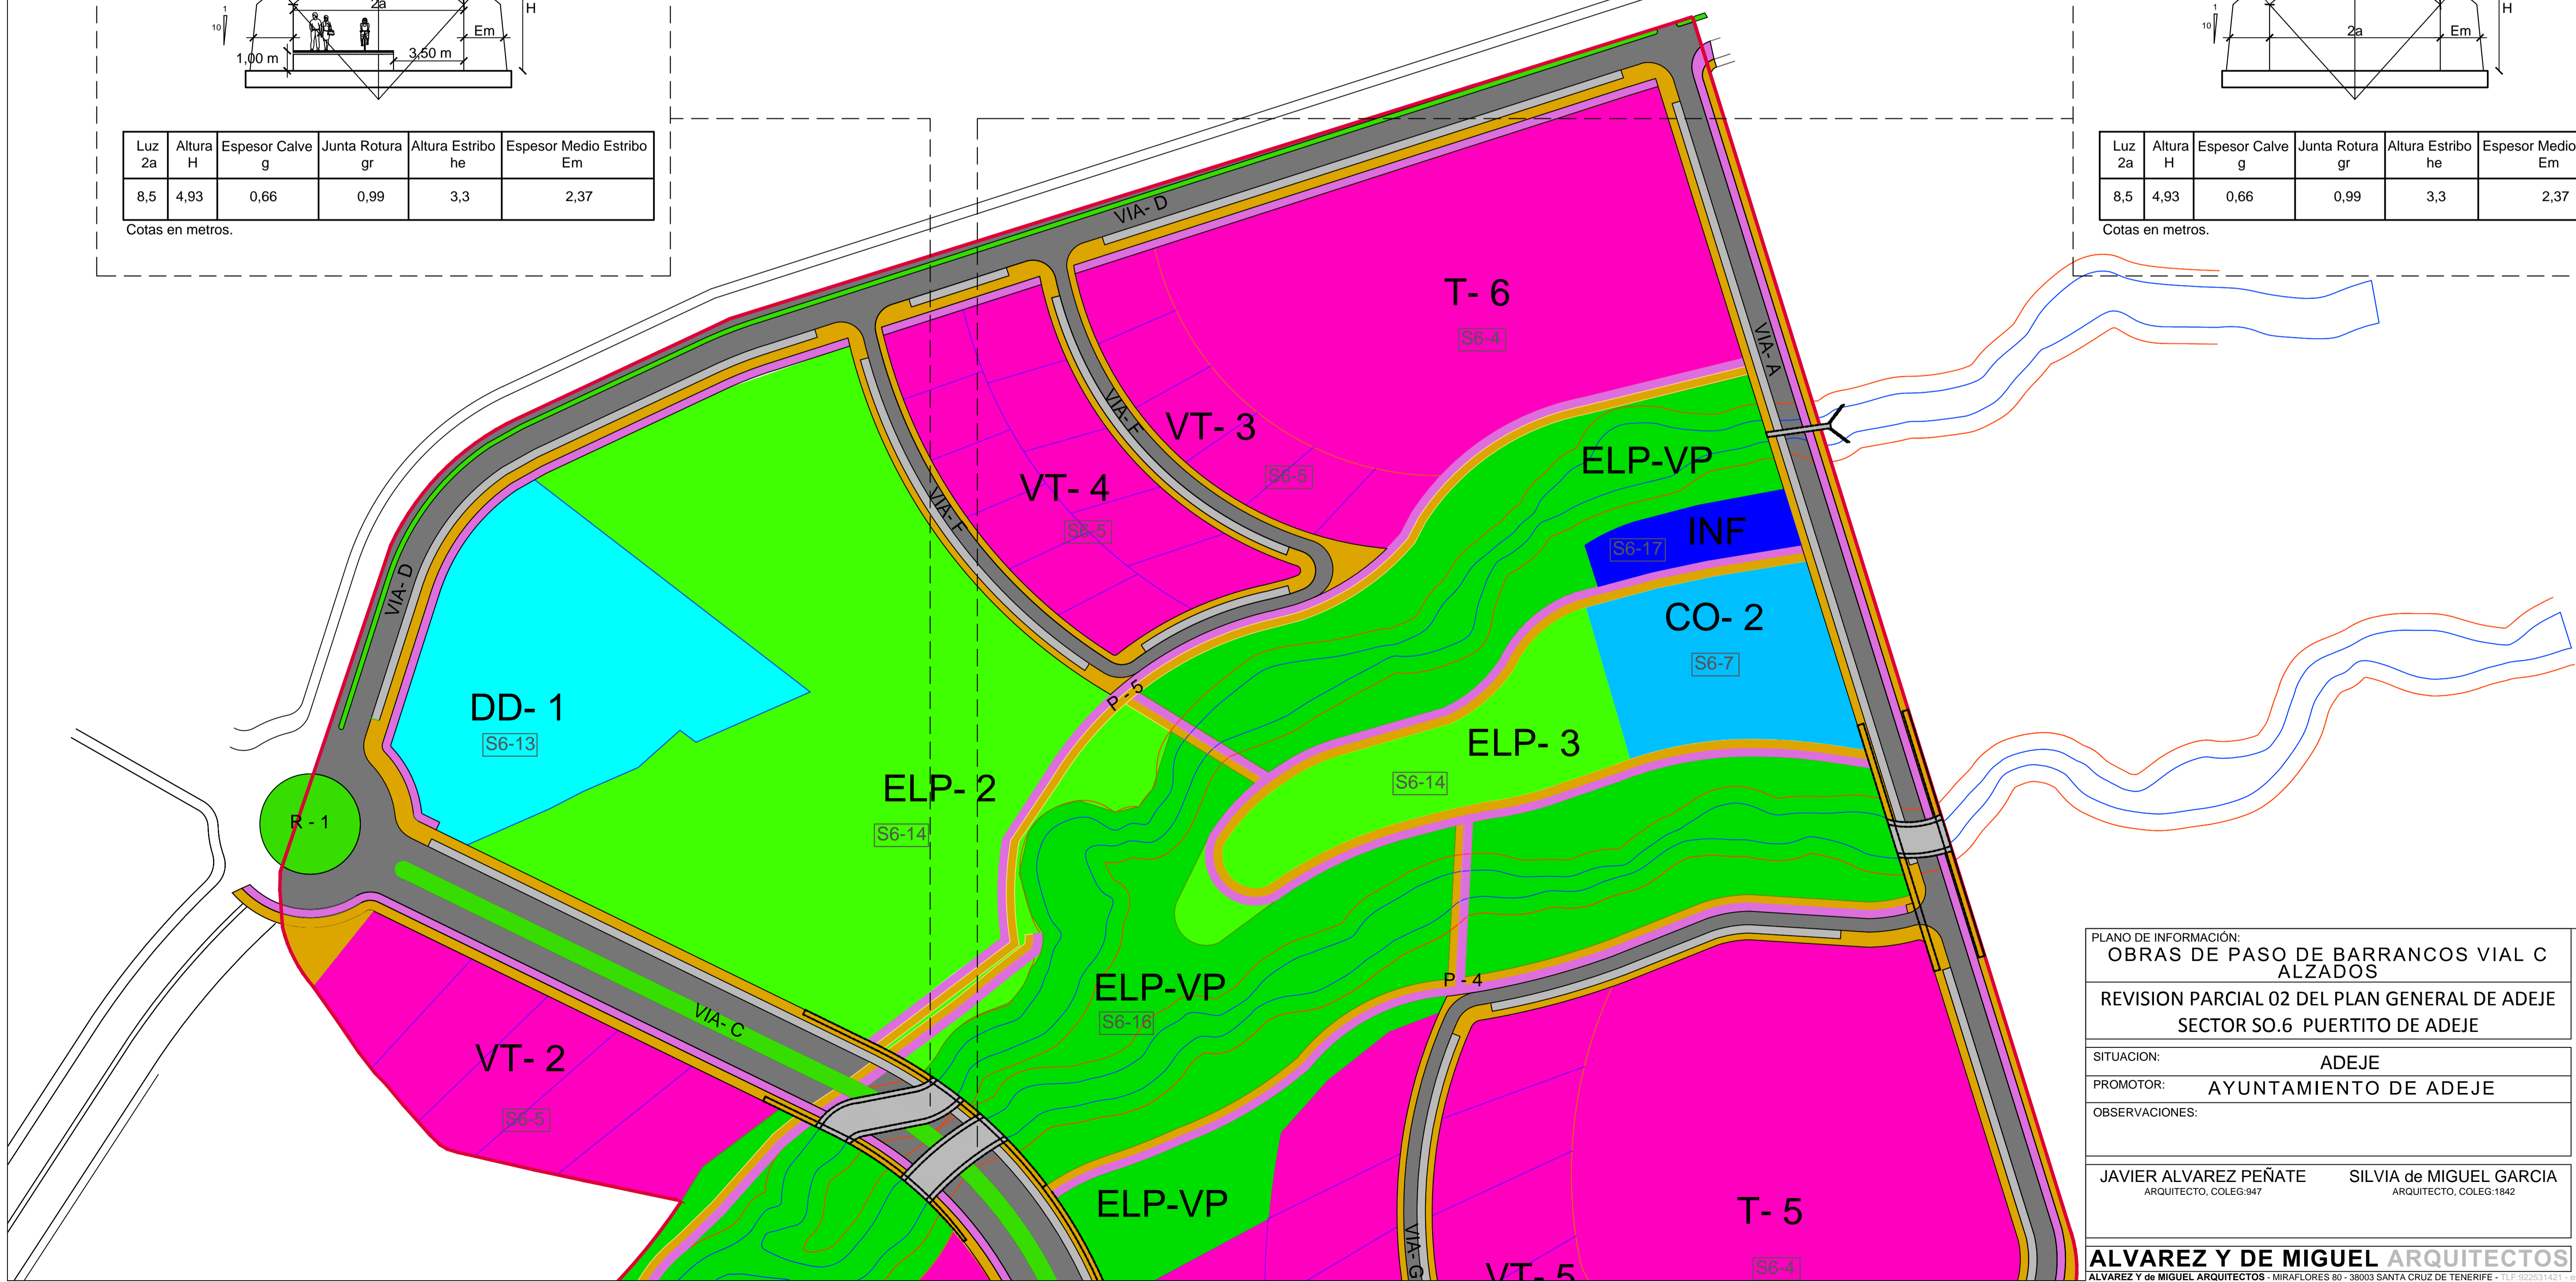 1
10
2a
Em
H
1,00 m
3,50 m
Luz 2a
Altura H
Espesor Calve g
Junta Rotura gr
Altura Estribo he
Espesor Medio Estribo Em
8,5 4,93 0,66 0,99 3,3 2,37
Cotas en metros.
1
10
2a
Em
H
Luz 2a
Altura H
Espesor Calve g
Junta Rotura gr
Altura Estribo he
Espesor Medio
Em
8,5 4,93 0,66 0,99 3,3 2,37
Cotas en metros.
VIA- D
T- 6
S6-4
VIA- A
VIA- E
VT- 3
S6-5
VT- 4
S6-5
VIA- F
ELP-VP
INF
S6-17
CO- 2
S6-7
VIA- D
DD- 1
S6-13
P - 5
ELP- 3
S6-14
ELP- 2
S6-14
R - 1
P - 4
ELP-VP
S6-16
VIA- C
VT- 2
S6-5
ELP-VP
T- 5
S6-4
VIA- G
VT- 5
PLANO DE INFORMACIÓN:
OBRAS DE PASO DE BARRANCOS VIAL C
ALZADOS
REVISION PARCIAL 02 DEL PLAN GENERAL DE ADEJE
SECTOR SO.6 PUERTITO DE ADEJE
SITUACION: ADEJE
PROMOTOR: AYUNTAMIENTO DE ADEJE
OBSERVACIONES:
JAVIER ALVAREZ PEÑATE SILVIA de MIGUEL GARCIA
ARQUITECTO, COLEG:947 ARQUITECTO, COLEG:1842
ALVAREZ Y DE MIGUEL ARQUITECTOS
ALVAREZ Y de MIGUEL ARQUITECTOS - MIRAFLORES 80 - 38003 SANTA CRUZ DE TENERIFE - TLF:922531421